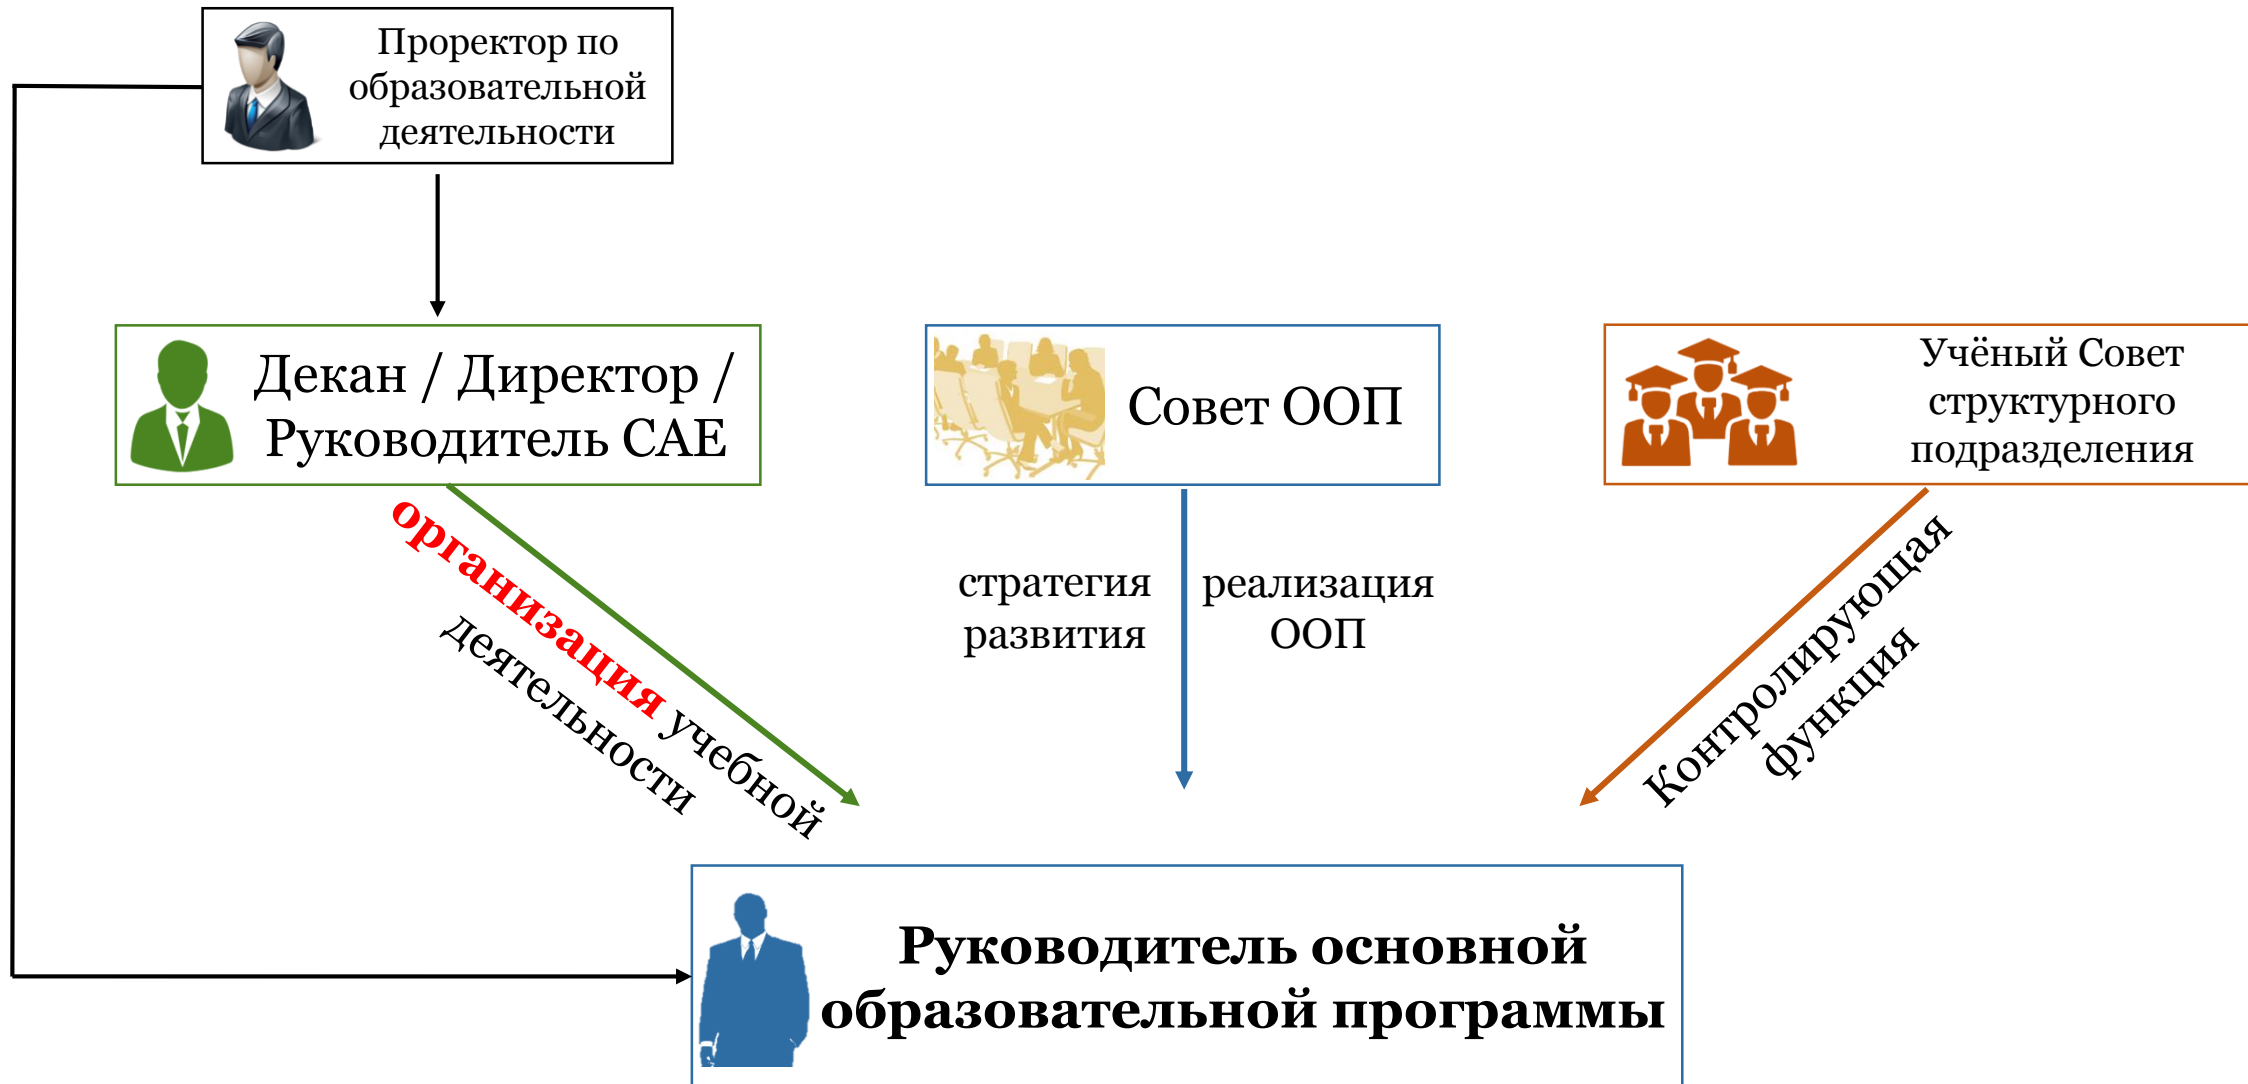 Проректор по
образовательной
деятельности
Декан / Директор /
Руководитель САЕ
Совет ООП
Учёный Совет
структурного
подразделения
организация учебной
деятельности
стратегия
развития
реализация
ООП
Контролирующая
функция
Руководитель основной
образовательной программы